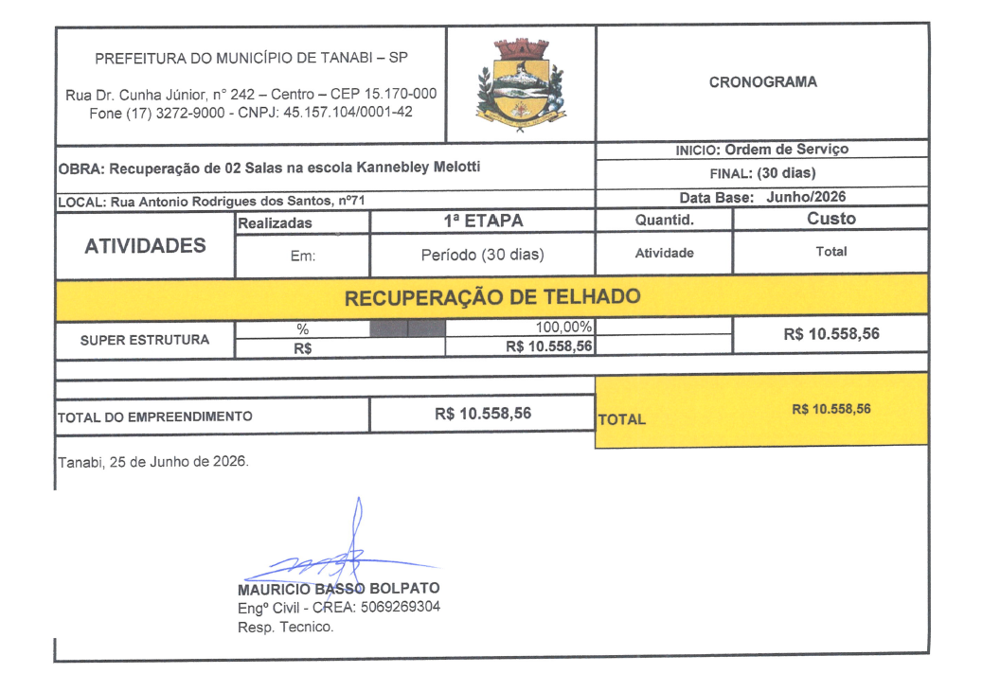 PREFEITURA DO MUNICÍPIO DE TANABI – SP
Rua Dr. Cunha Júnior, n° 242 – Centro – CEP 15.170-000
Fone (17) 3272-9000 - CNPJ: 45.157.104/0001-42
CRONOGRAMA
OBRA: Recuperação de 02 Salas na escola Kannebley Melotti
INICIO: Ordem de Serviço
FINAL: (30 dias)
LOCAL: Rua Antonio Rodrigues dos Santos, nº71
Data Base: Junho/2026
ATIVIDADES
Realizadas
1ª ETAPA
Quantid.
Custo
Em:
Período (30 dias)
Atividade
Total
RECUPERAÇÃO DE TELHADO
SUPER ESTRUTURA
%
100,00%
R$ 10.558,56
R$
R$ 10.558,56
TOTAL DO EMPREENDIMENTO
R$ 10.558,56
TOTAL
R$ 10.558,56
Tanabi, 25 de Junho de 2026.
MAURICIO BASSO BOLPATO
Engº Civil - CREA: 5069269304
Resp. Tecnico.